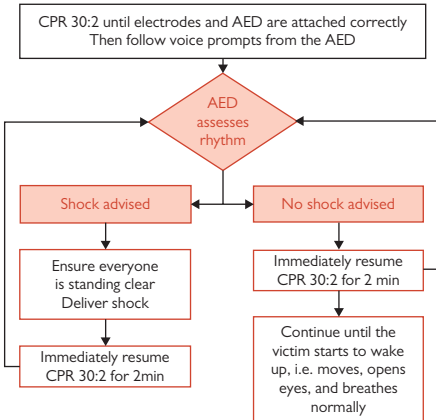 CPR 30:2 until electrodes and AED are attached correctly
Then follow voice prompts from the AED
AED
assesses
rhythm
Shock advised
No shock advised
Ensure everyone
is standing clear
Deliver shock
Immediately resume
CPR 30:2 for 2 min
Immediately resume
CPR 30:2 for 2min
Continue until the
victim starts to wake
up, i.e. moves, opens
eyes, and breathes
normally